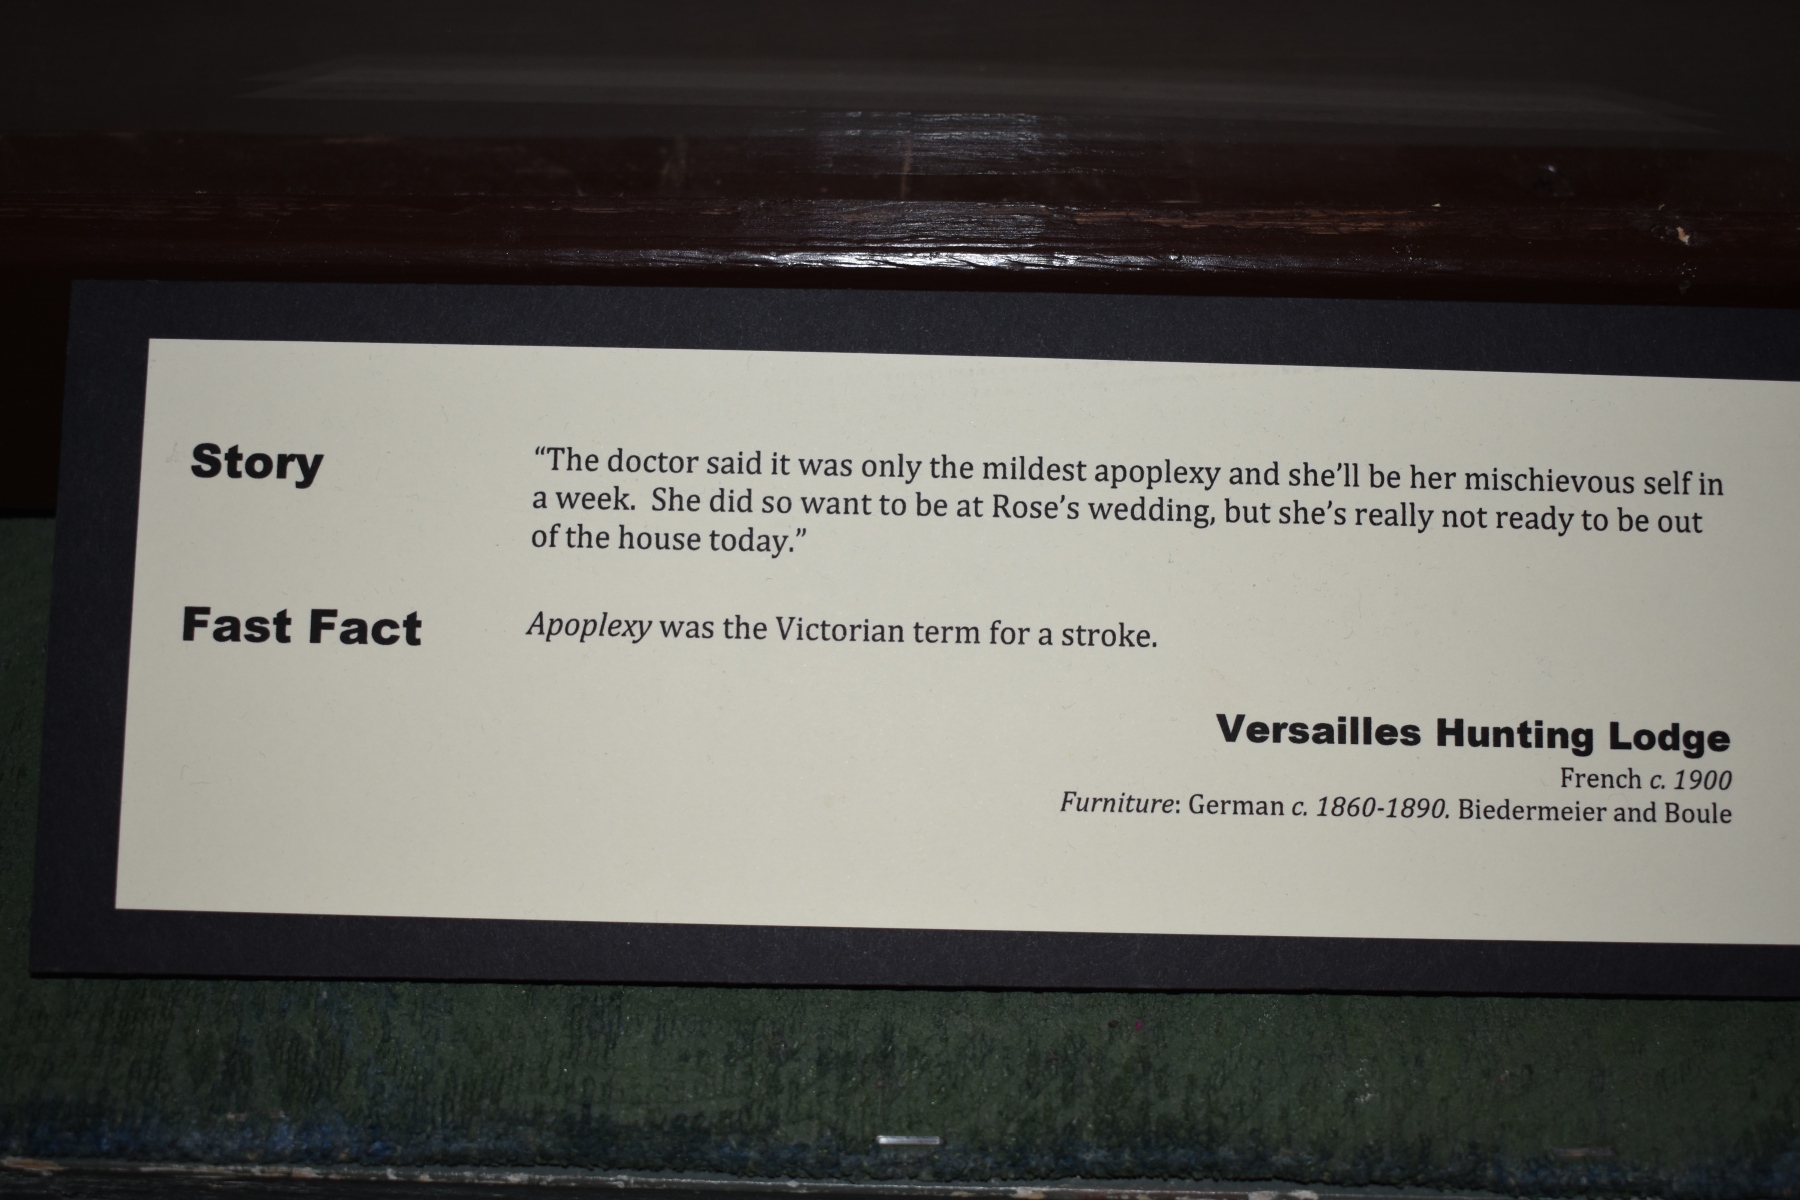 Story
“The doctor said it was only the mildest apoplexy and she’ll be her mischievous self in
a week.  She did so want to be at Rose’s wedding, but she’s really not ready to be out
of the house today.”
Fast Fact
Apoplexy was the Victorian term for a stroke.
Versailles Hunting Lodge
French c. 1900
Furniture: German c. 1860-1890. Biedermeier and Boule